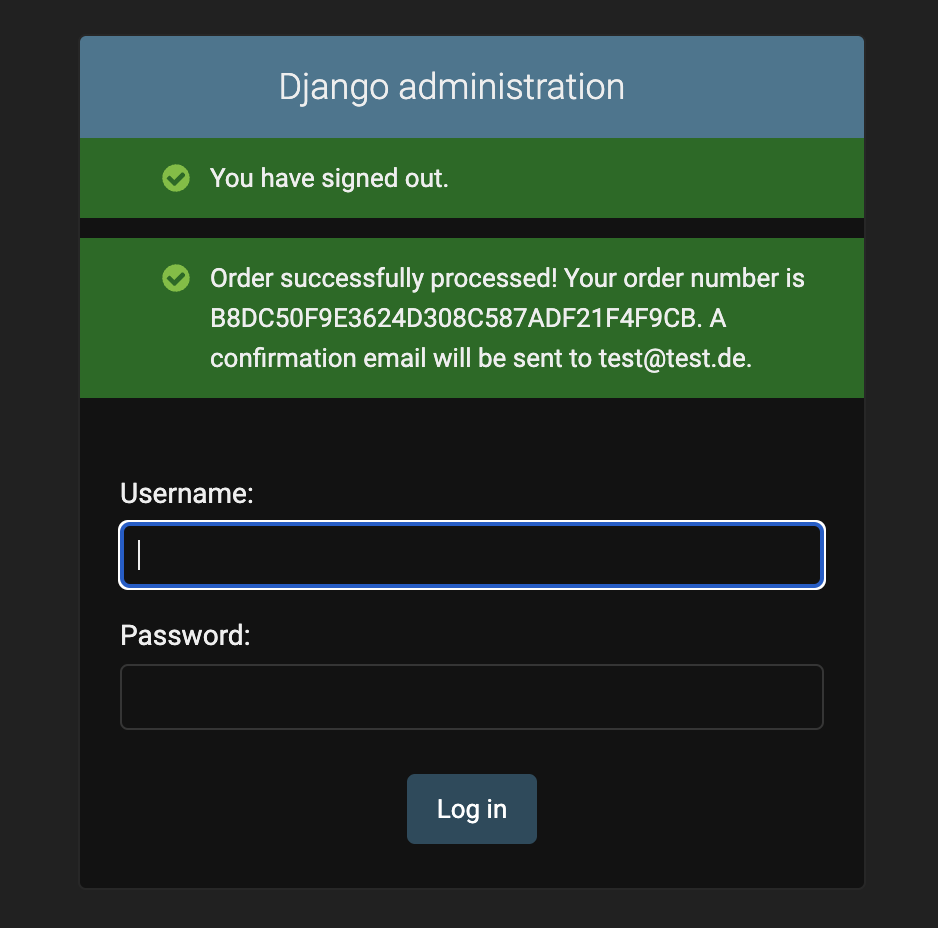 Django administration
You have signed out.
Order successfully processed! Your order number is
B8DC50F9E3624D308C587ADF21F4F9CB. A
confirmation email will be sent to test@test.de.
Username:
Password:
Log in